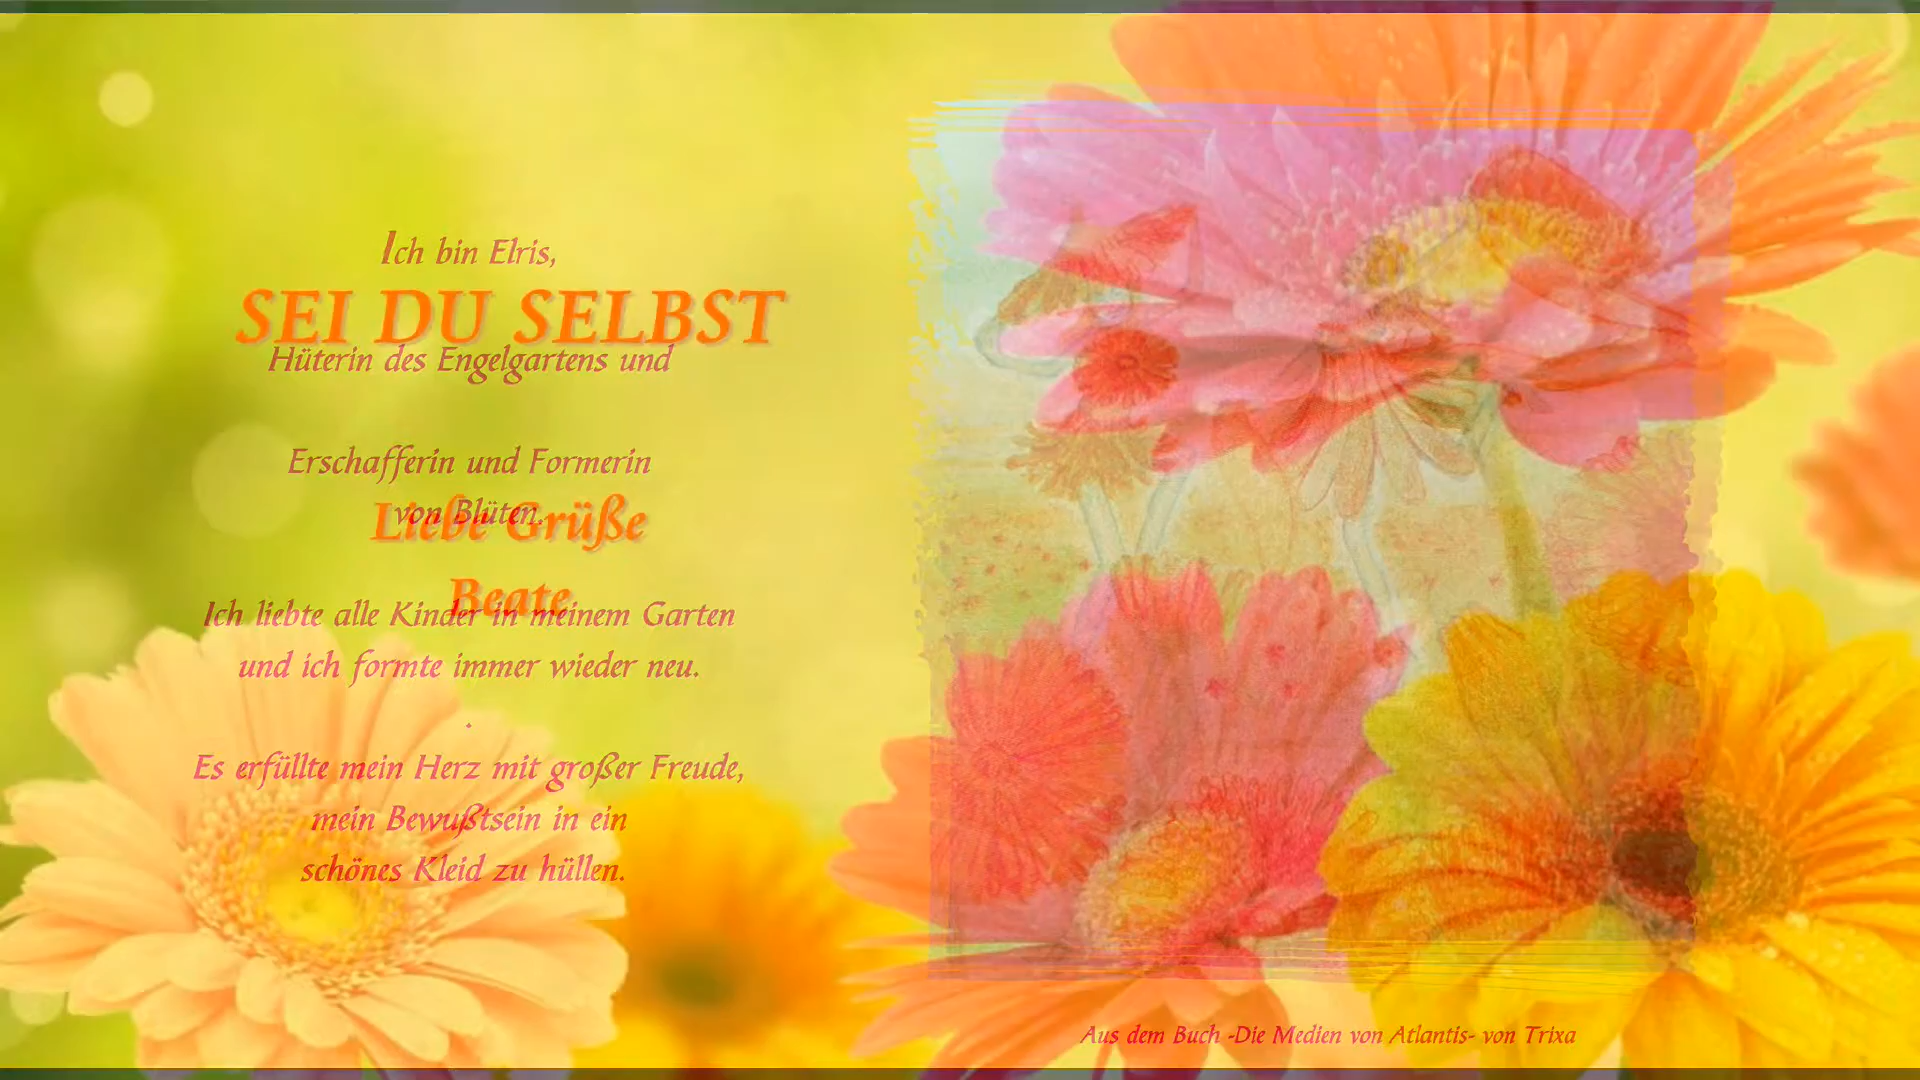 Ich bin Elris,
SEI DU SELBST
Hüterin des Engelgartens und
Erschafferin und Formerin
von Blüten.
Liebe Grüße
Beate
Ich liebte alle Kinder in meinem Garten
und ich formte immer wieder neu.
.
Es erfüllte mein Herz mit großer Freude,
mein Bewußtsein in ein
schönes Kleid zu hüllen.
Aus dem Buch -Die Medien von Atlantis- von Trixa